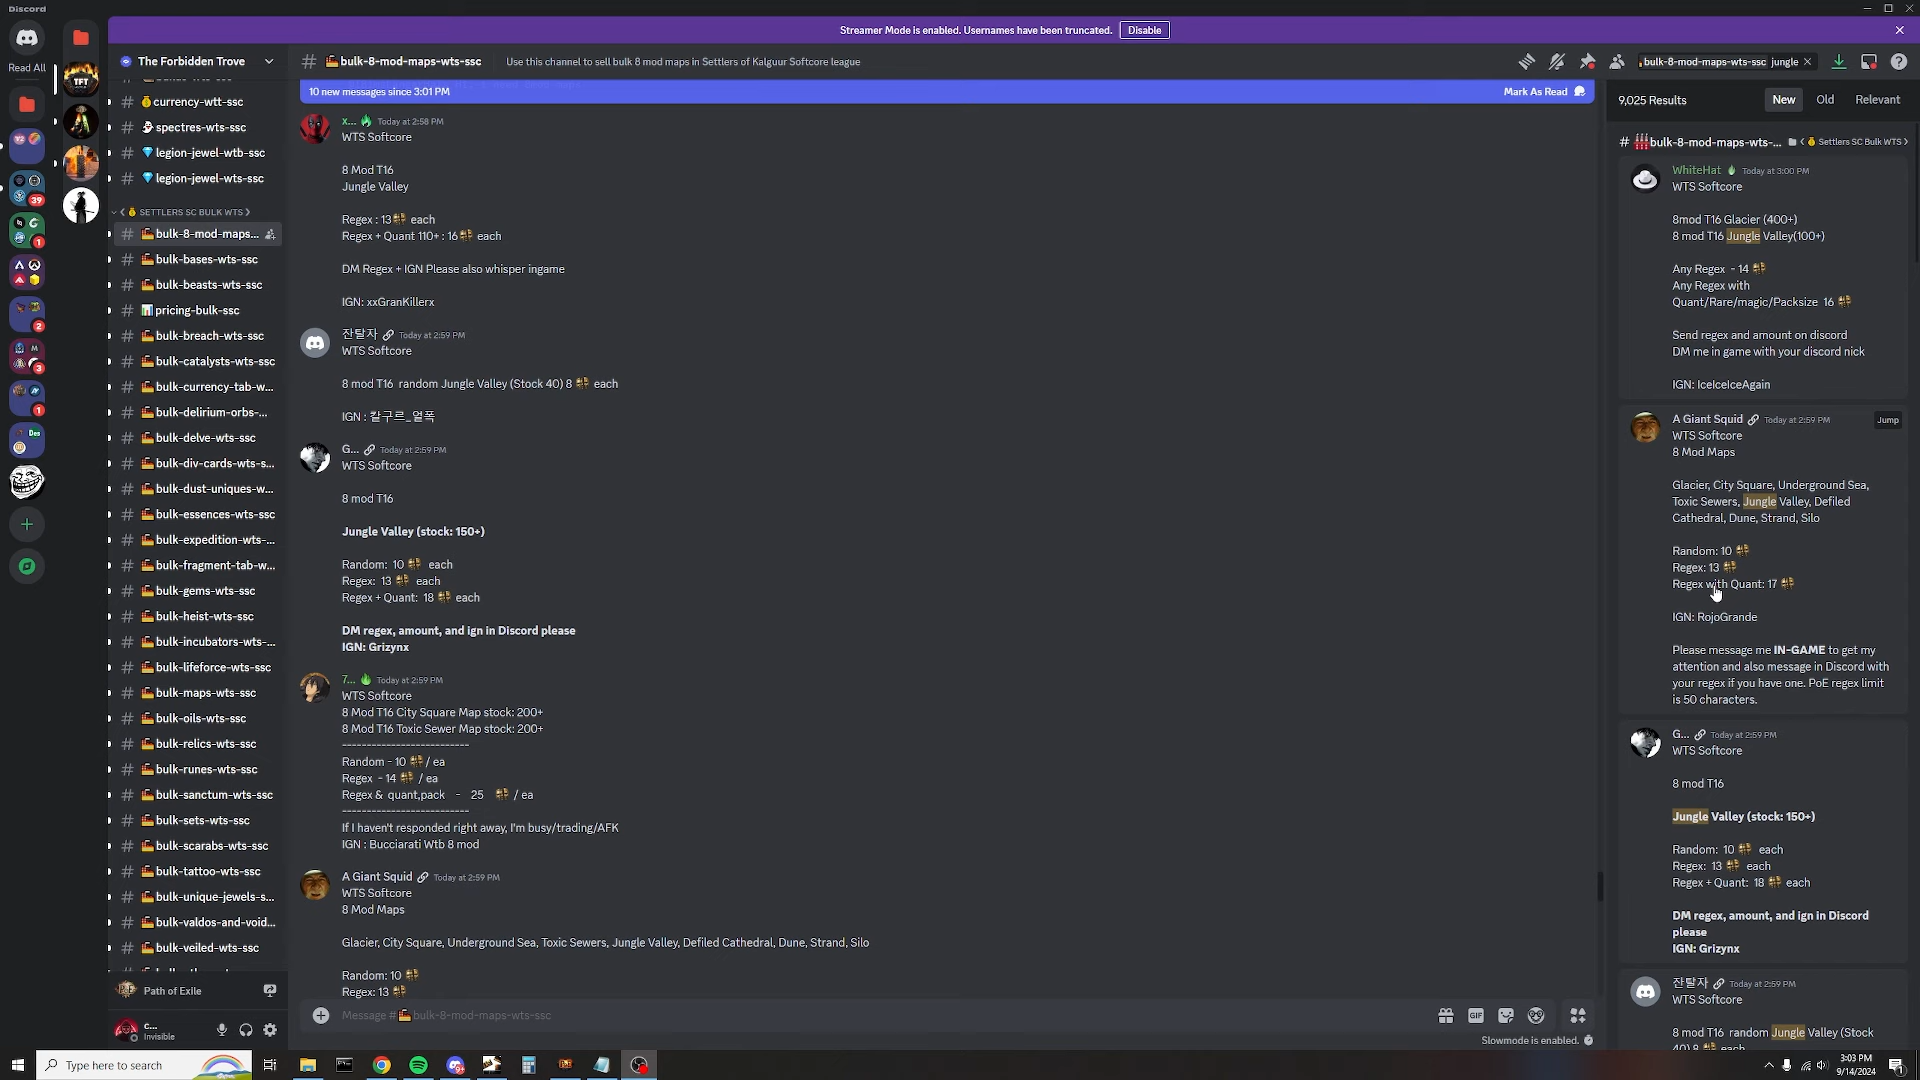 Discord
Streamer Mode is enabled. Usernames have been truncated.
Disable
Read All
The Forbidden Trove
TFT
39
1
2
3
1
Des
currency-wtt-ssc
spectres-wts-ssc
legion-jewel-wtb-ssc
legion-jewel-wts-ssc
SETTLERS SC BULK WTS
bulk-8-mod-maps...
bulk-bases-wts-ssc
bulk-beasts-wts-ssc
pricing-bulk-ssc
bulk-breach-wts-ssc
bulk-catalysts-wts-ssc
bulk-currency-tab-w...
bulk-delirium-orbs-...
bulk-delve-wts-ssc
bulk-div-cards-wts-s...
bulk-dust-uniques-w...
bulk-essences-wts-ssc
bulk-expedition-wts-...
bulk-fragment-tab-w...
bulk-gems-wts-ssc
bulk-heist-wts-ssc
bulk-incubators-wts-...
bulk-lifeforce-wts-ssc
bulk-maps-wts-ssc
bulk-oils-wts-ssc
bulk-relics-wts-ssc
bulk-runes-wts-ssc
bulk-sanctum-wts-ssc
bulk-sets-wts-ssc
bulk-scarabs-wts-ssc
bulk-tattoo-wts-ssc
bulk-unique-jewels-s...
bulk-valdos-and-void...
bulk-veiled-wts-ssc
Path of Exile
c...
Invisible
# bulk-8-mod-maps-wts-ssc
Use this channel to sell bulk 8 mod maps in Settlers of Kalguur Softcore league
10 new messages since 3:01 PM
Mark As Read
x... Today at 2:58 PM
WTS Softcore
8 Mod T16
Jungle Valley
Regex : 13 each
Regex + Quant 110+ : 16 each
DM Regex + IGN Please also whisper ingame
IGN: xxGranKillerx
잔탈자 Today at 2:59 PM
WTS Softcore
8 mod T16 random Jungle Valley (Stock 40) 8 each
IGN : 칼구르_얼폭
G... Today at 2:59 PM
WTS Softcore
8 mod T16
Jungle Valley (stock: 150+)
Random: 10 each
Regex: 13 each
Regex + Quant: 18 each
DM regex, amount, and ign in Discord please
IGN: Grizynx
7... Today at 2:59 PM
WTS Softcore
8 Mod T16 City Square Map stock: 200+
8 Mod T16 Toxic Sewer Map stock: 200+
-------------------------
Random - 10 / ea
Regex - 14 / ea
Regex & quant,pack - 25 / ea
-------------------------
If I haven't responded right away, I'm busy/trading/AFK
IGN : Bucciarati Wtb 8 mod
A Giant Squid Today at 2:59 PM
WTS Softcore
8 Mod Maps
Glacier, City Square, Underground Sea, Toxic Sewers, Jungle Valley, Defiled Cathedral, Dune, Strand, Silo
Random: 10
Regex: 13
Message # bulk-8-mod-maps-wts-ssc
GIF
Slowmode is enabled.
bulk-8-mod-maps-wts-ssc jungle
9,025 Results
New
Old
Relevant
# bulk-8-mod-maps-wts-... Settlers SC Bulk WTS
WhiteHat Today at 3:00 PM
WTS Softcore
8mod T16 Glacier (400+)
8 mod T16 Jungle Valley(100+)
Any Regex - 14
Any Regex with
Quant/Rare/magic/Packsize 16
Send regex and amount on discord
DM me in game with your discord nick
IGN: IceIceIceAgain
A Giant Squid Today at 2:59 PM
Jump
WTS Softcore
8 Mod Maps
Glacier, City Square, Underground Sea,
Toxic Sewers, Jungle Valley, Defiled
Cathedral, Dune, Strand, Silo
Random: 10
Regex: 13
Regex with Quant: 17
IGN: RojoGrande
Please message me IN-GAME to get my
attention and also message in Discord with
your regex if you have one. PoE regex limit
is 50 characters.
G... Today at 2:59 PM
WTS Softcore
8 mod T16
Jungle Valley (stock: 150+)
Random: 10 each
Regex: 13 each
Regex + Quant: 18 each
DM regex, amount, and ign in Discord
please
IGN: Grizynx
잔탈자 Today at 2:59 PM
WTS Softcore
8 mod T16 random Jungle Valley (Stock
40) 8 each
Type here to search
3:03 PM
9/14/2024